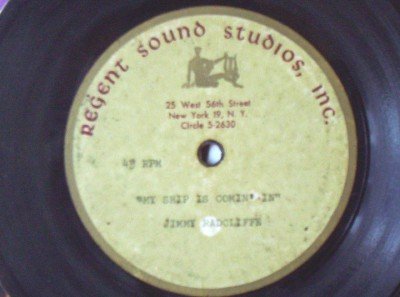 REGENT SOUND STUDIOS, INC.
25 West 56th Street
New York 19, N. Y.
Circle 5-2630
45 RPM
"MY SHIP IS COMIN' IN"
JIMMY RADCLIFFE